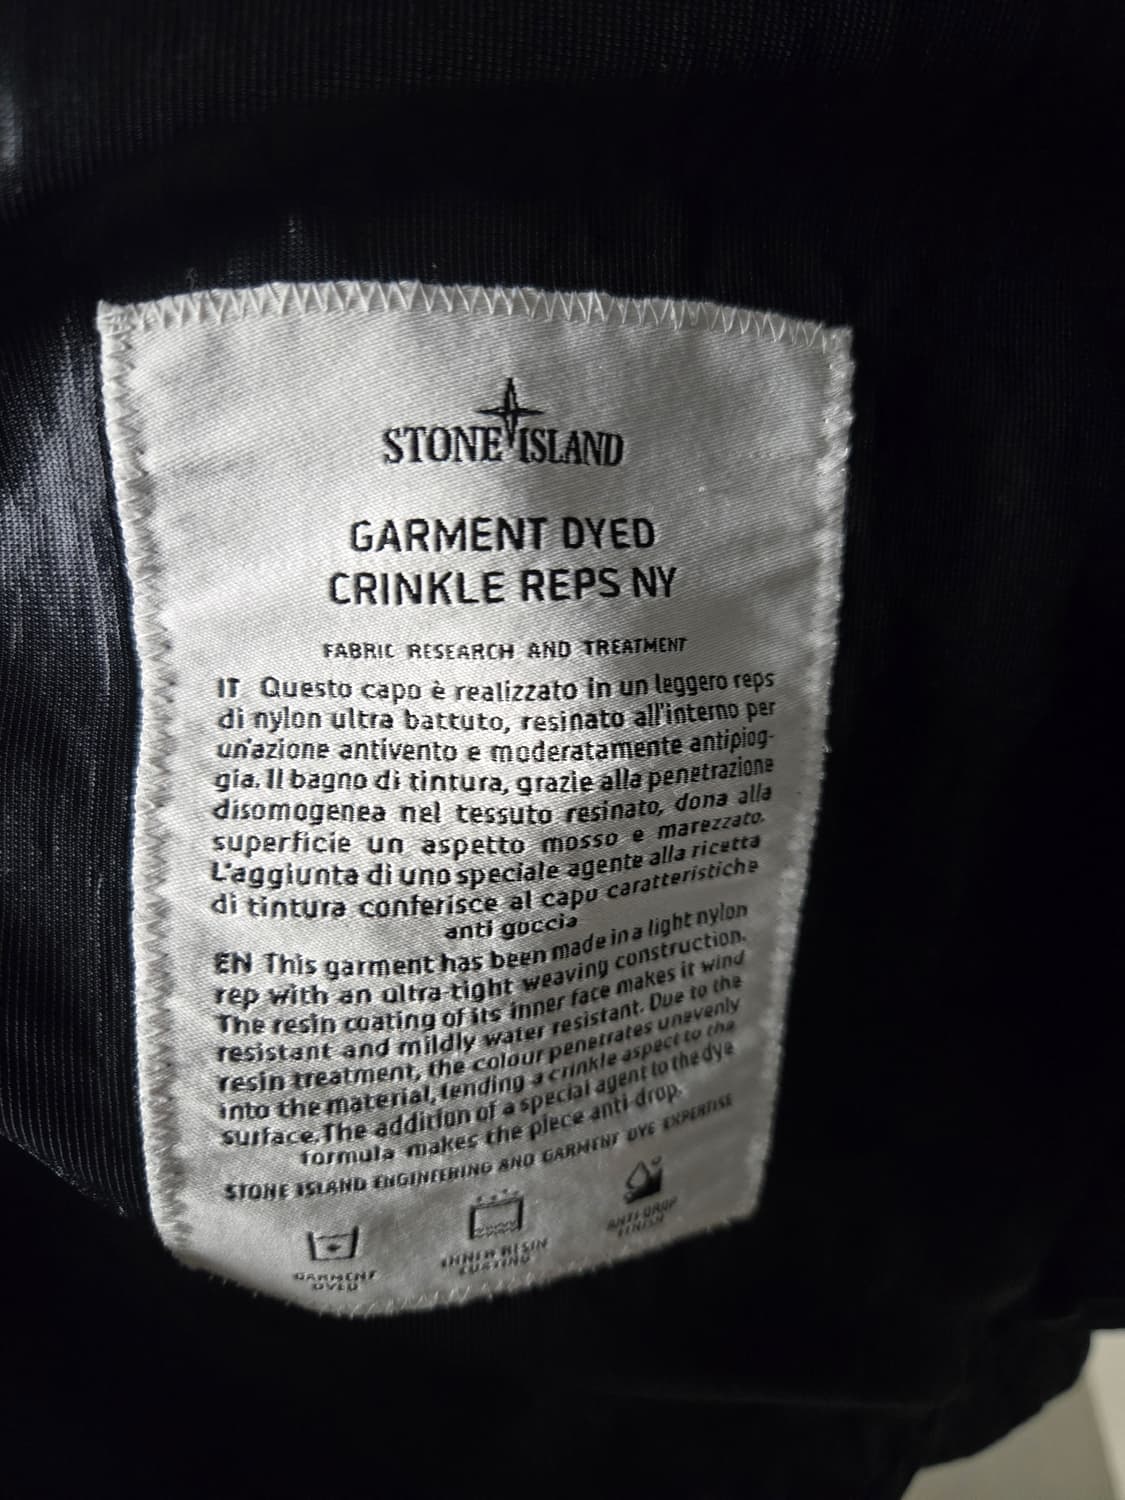 STONE ISLAND
GARMENT DYED
CRINKLE REPS NY
FABRIC RESEARCH AND TREATMENT
IT Questo capo è realizzato in un leggero reps
di nylon ultra battuto, resinato all'interno per
un'azione antivento e moderatamente antipiog-
gia. Il bagno di tintura, grazie alla penetrazione
disomogenea nel tessuto resinato, dona alla
superficie un aspetto mosso e marezzato.
L'aggiunta di uno speciale agente alla ricetta
di tintura conferisce al capo caratteristiche
anti goccia
EN This garment has been made in a light nylon
rep with an ultra-tight weaving construction.
The resin coating of its inner face makes it wind
resistant and mildly water resistant. Due to the
resin treatment, the colour penetrates unevenly
into the material, lending a crinkle aspect to the
surface. The addition of a special agent to the dye
formula makes the piece anti-drop.
STONE ISLAND ENGINEERING AND GARMENT DYE EXPERTISE
GARMENT
DYED
INNER RESIN
COATING
ANTI-DROP
FINISH